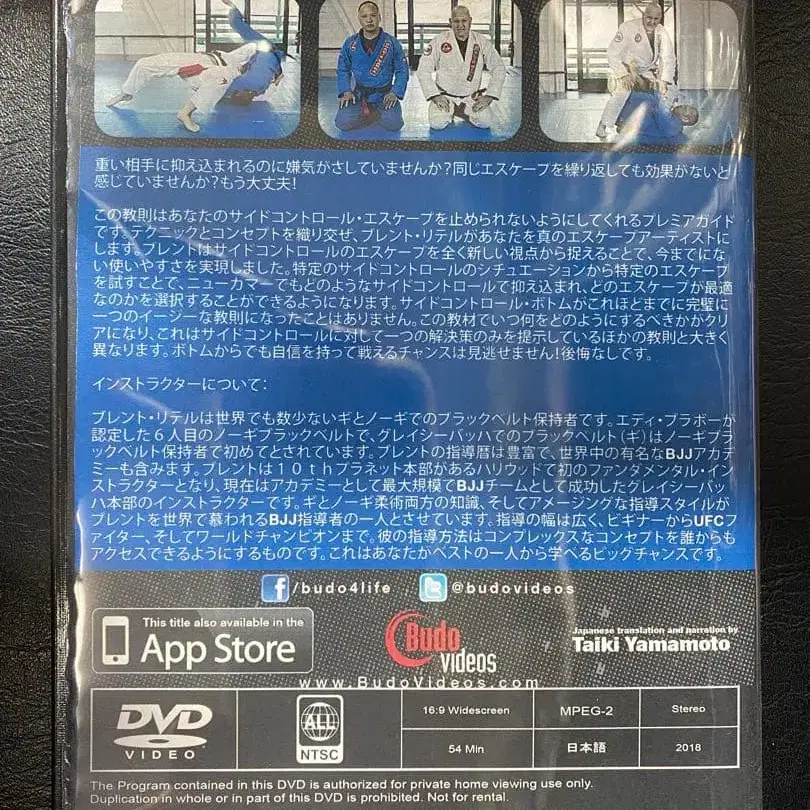 重い相手に抑え込まれるのに嫌気がさしていませんか?同じエスケープを繰り返しても効果がないと
感じていませんか?もう大丈夫!
この教則はあなたのサイドコントロール・エスケープを止められないようにしてくれるプレミアガイド
です。テクニックとコンセプトを織り交ぜ、ブレント・リテルがあなたを真のエスケープアーティストに
します。ブレントはサイドコントロールのエスケープを全く新しい視点から捉えることで、今までにな
い使いやすさを実現しました。特定のサイドコントロールのシチュエーションから特定のエスケープ
を試すことで、ニューカマーでもどのようなサイドコントロールで抑え込まれ、どのエスケープが最適
なのかを選択することができるようになります。サイドコントロール・ボトムがこれほどまでに完璧に
一つのイージーな教則になったことはありません。この教材でいつ何をどのようにするべきかがクリ
アになり、これはサイドコントロールに対して一つの解決策のみを提示しているほかの教則と大きく
異なります。ボトムからでも自信を持って戦えるチャンスは見逃せません!後悔なしです。
インストラクターについて:
ブレント・リテルは世界でも数少ないギとノーギでのブラックベルト保持者です。エディ・ブラボーが
認定した6人目のノーギブラックベルトで、グレイシーバッハでのブラックベルト(ギ)はノーギブラ
ックベルト保持者で初めてとされています。ブレントの指導暦は豊富で、世界中の有名なBJJアカデ
ミーも含みます。ブレントは10thプラネット本部があるハリウッドで初のファンダメンタル・イン
ストラクターとなり、現在はアカデミーとして最大規模でBJJチームとして成功したグレイシーバッ
ハ本部のインストラクターです。ギとノーギ柔術両方の知識、そしてアメージングな指導スタイルが
ブレントを世界で慕われるBJJ指導者の一人とさせています。指導の幅は広く、ビギナーからUFCフ
ァイター、そしてワールドチャンピオンまで。彼の指導方法はコンプレックスなコンセプトを誰からも
アクセスできるようにするものです。これはあなたがベストの一人から学べるビッグチャンスです。
f/budo4life @budovideos
This title also available in the
App Store
Budo
videos
www.BudoVideos.com
Japanese translation and narration by
Taiki Yamamoto
DVD
VIDEO
ALL
NTSC
16:9 Widescreen MPEG-2 Stereo
54 Min 日本語 2018
The Program contained in this DVD is authorized for private home viewing use only.
Duplication in whole or in part of this DVD is prohibited. Not for rental.